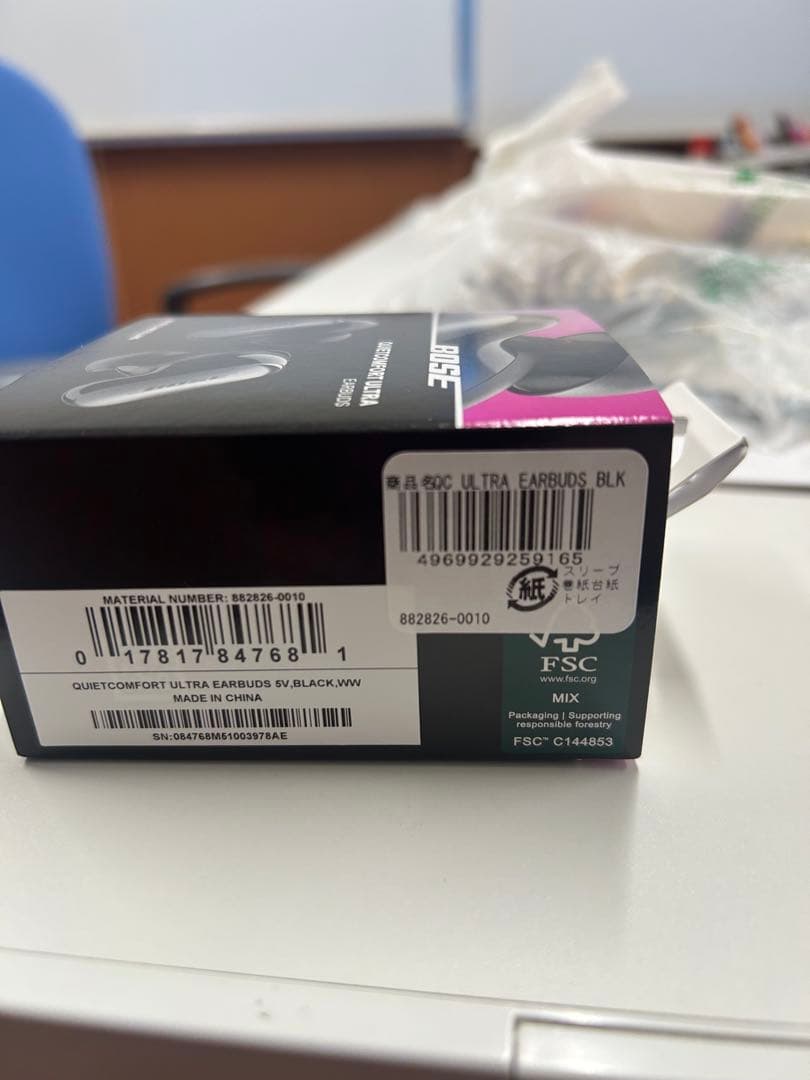 BOSE
QUIETCOMFORT ULTRA
EARBUDS
商品名QC ULTRA EARBUDS BLK
4969929259165
紙
スリーブ
巻紙台紙
トレイ
882826-0010
MATERIAL NUMBER: 882826-0010
0 17817 84768 1
QUIETCOMFORT ULTRA EARBUDS 5V,BLACK,WW
MADE IN CHINA
SN:084768M51003978AE
FSC
www.fsc.org
MIX
Packaging | Supporting
responsible forestry
FSC™ C144853